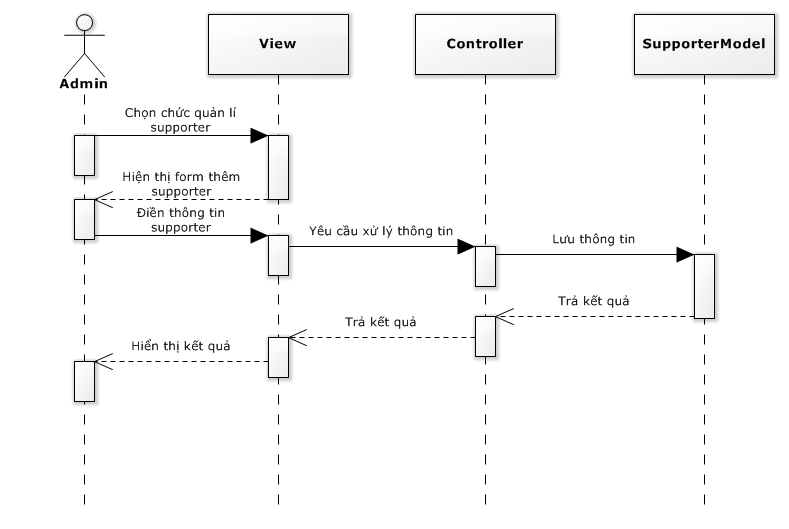 Admin
View
Controller
SupporterModel
Chọn chức quản lí
supporter
Hiện thị form thêm
supporter
Điền thông tin
supporter
Yêu cầu xử lý thông tin
Lưu thông tin
Trả kết quả
Trả kết quả
Hiển thị kết quả